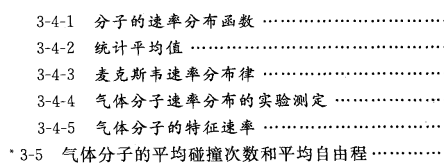 3-4-1 分子的速率分布函数 ……………………
3-4-2 统计平均值 ……………………………
3-4-3 麦克斯韦速率分布律 …………………
3-4-4 气体分子速率分布的实验测定 …………
3-4-5 气体分子的特征速率 …………………
*3-5 气体分子的平均碰撞次数和平均自由程 …………